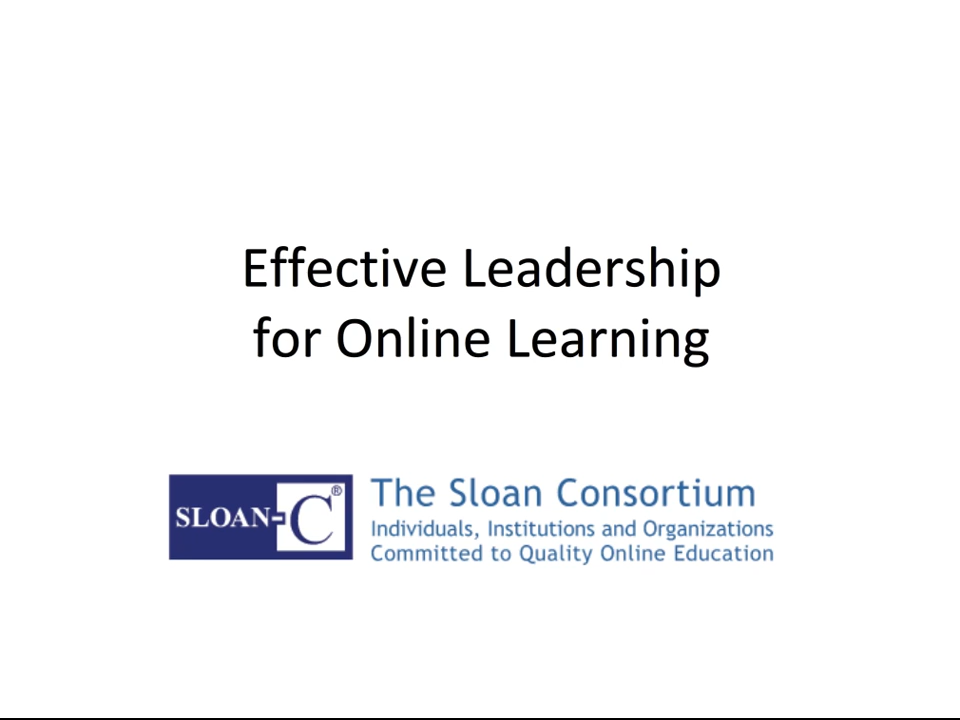 Effective Leadership
for Online Learning
SLOAN-C®
The Sloan Consortium
Individuals, Institutions and Organizations
Committed to Quality Online Education